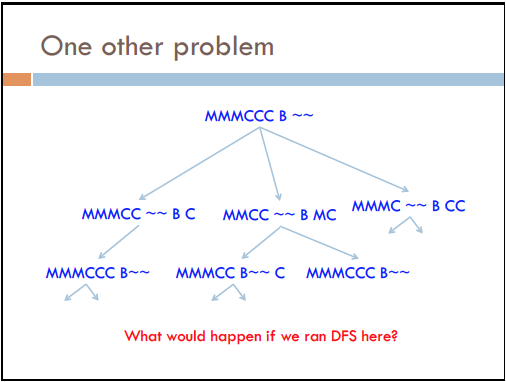 One other problem
MMMCCC B ~~
MMMCC ~~ B C
MMCC ~~ B MC
MMMC ~~ B CC
MMMCCC B~~
MMMCC B~~ C
MMMCCC B~~
What would happen if we ran DFS here?